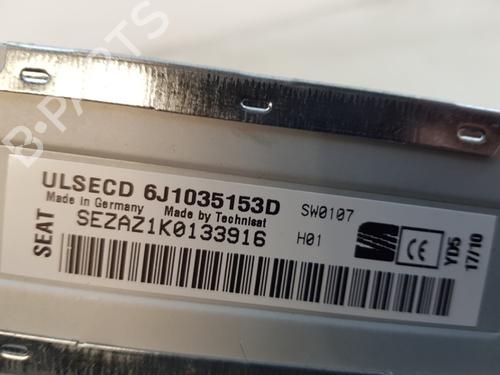 ULSECD 6J1035153D SW0107
Made in Germany Made by Technisat
SEZAZ1K0133916 H01
SEAT
CE
YD5
17/10
B-PARTS